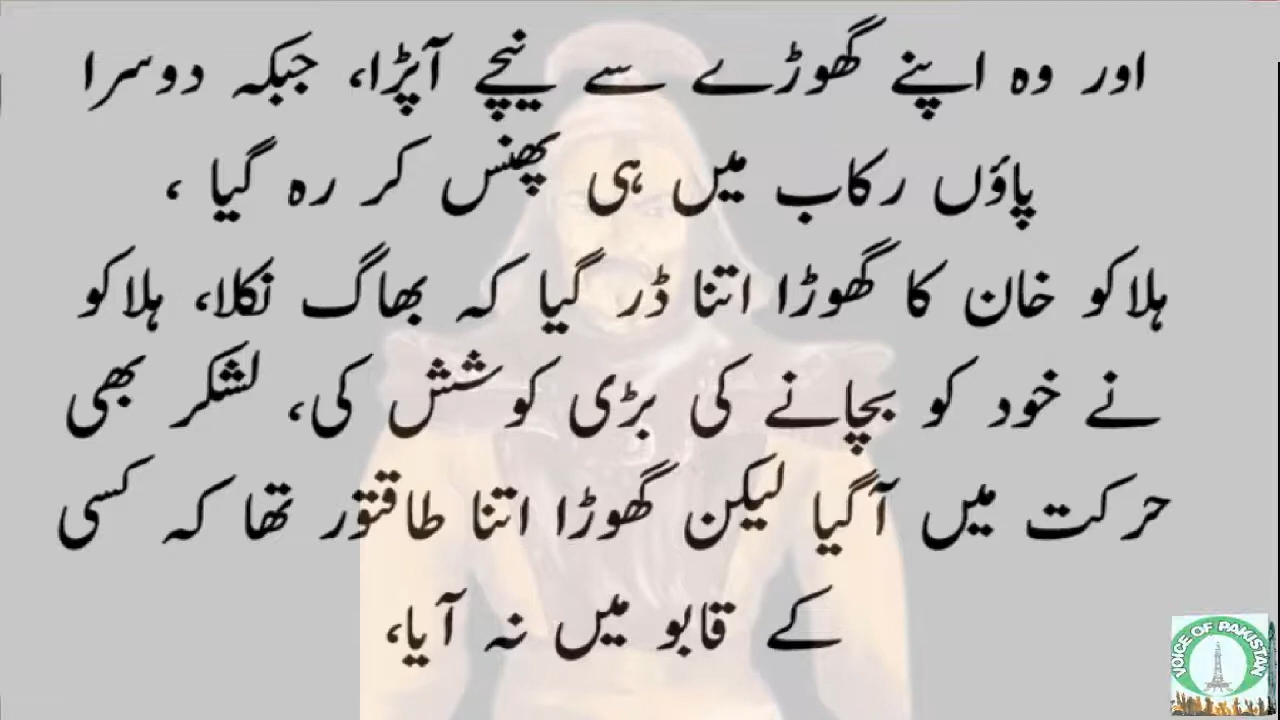 اور وہ اپنے گھوڑے سے نیچے آپڑا، جبکہ دوسرا
پاؤں رکاب میں ہی پھنس کر رہ گیا ،
ہلاکو خان کا گھوڑا اتنا ڈر گیا کہ بھاگ نکلا، ہلاکو
نے خود کو بچانے کی بڑی کوشش کی، لشکر بھی
حرکت میں آگیا لیکن گھوڑا اتنا طاقتور تھا کہ کسی
کے قابو میں نہ آیا،
VOICE OF PAKISTAN